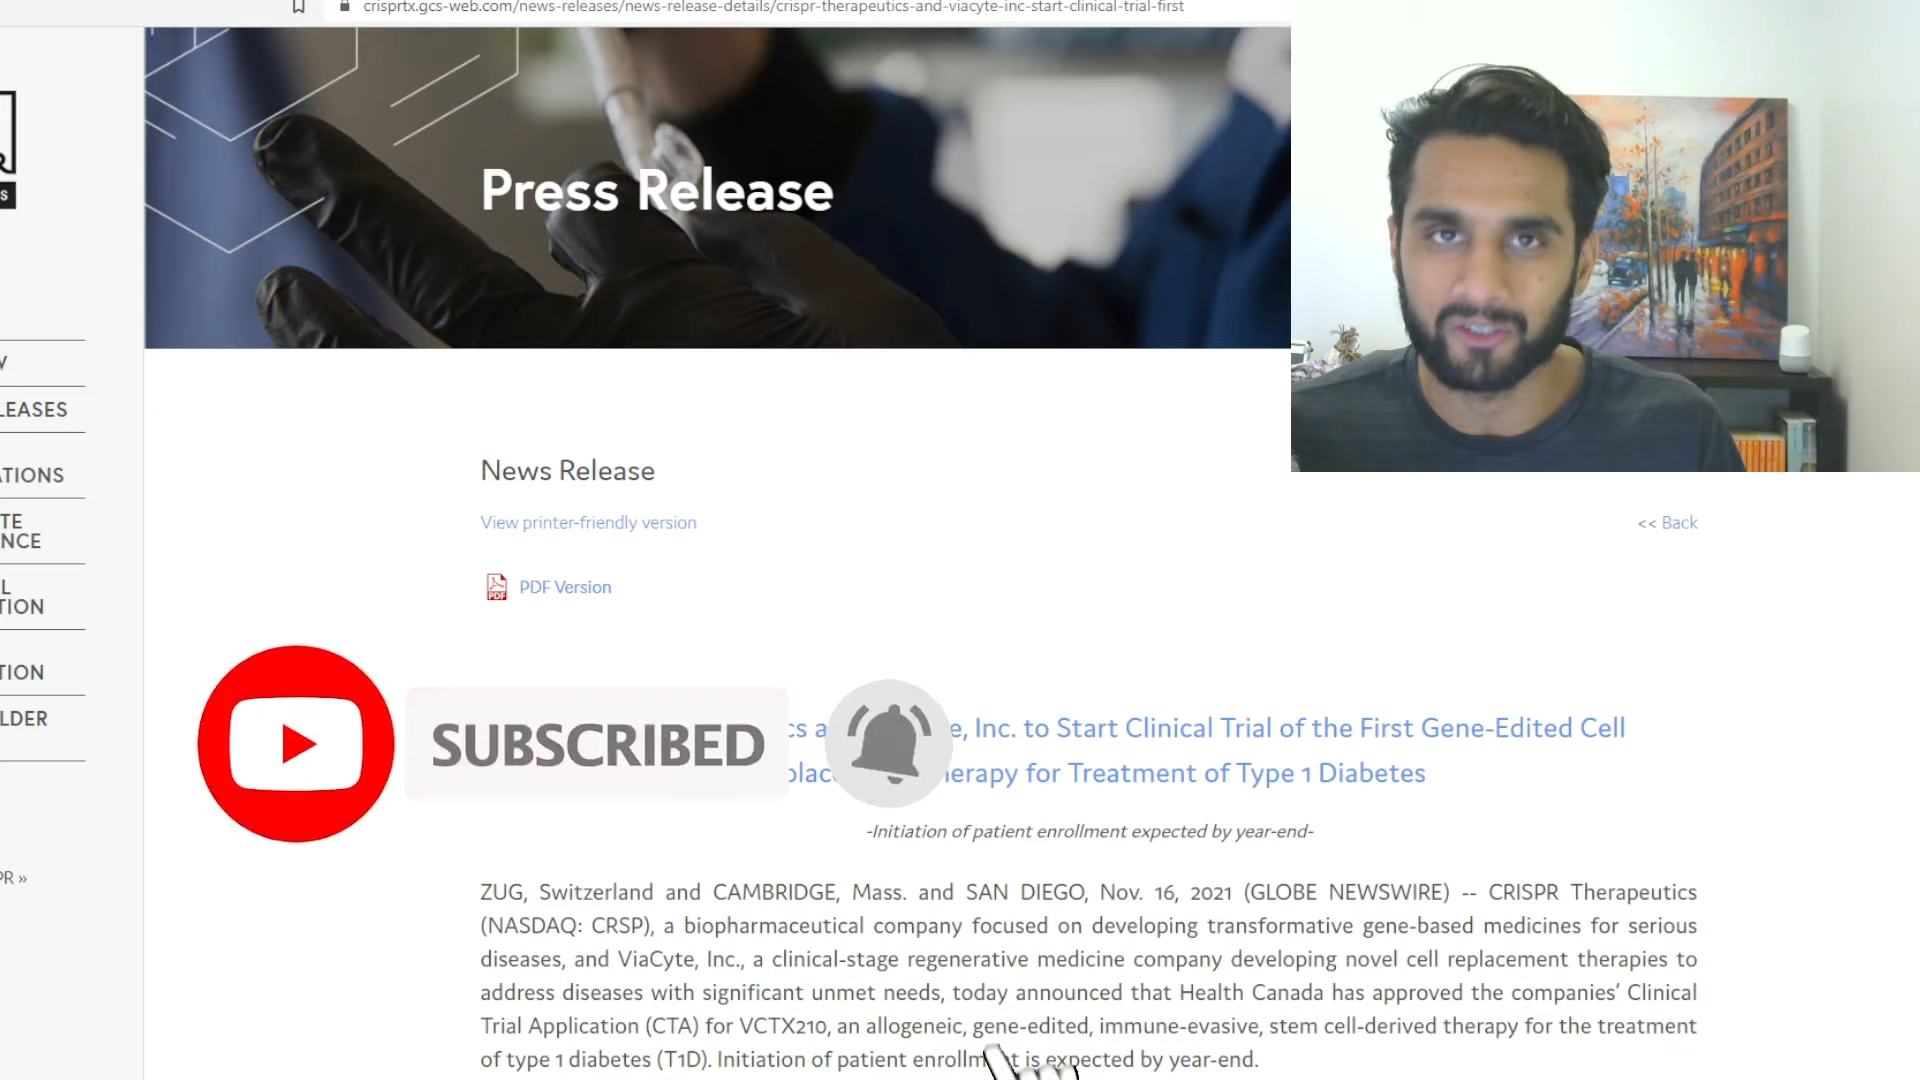 crisprtx.gcs-web.com/news-releases/news-release-details/crispr-therapeutics-and-viacyte-inc-start-clinical-trial-first
Press Release
LEASES
ATIONS
TE
NCE
L
TION
TION
LDER
PR »
News Release
View printer-friendly version
<< Back
PDF Version
SUBSCRIBED
cs a e, Inc. to Start Clinical Trial of the First Gene-Edited Cell
plac erapy for Treatment of Type 1 Diabetes
-Initiation of patient enrollment expected by year-end-
ZUG, Switzerland and CAMBRIDGE, Mass. and SAN DIEGO, Nov. 16, 2021 (GLOBE NEWSWIRE) -- CRISPR Therapeutics
(NASDAQ: CRSP), a biopharmaceutical company focused on developing transformative gene-based medicines for serious
diseases, and ViaCyte, Inc., a clinical-stage regenerative medicine company developing novel cell replacement therapies to
address diseases with significant unmet needs, today announced that Health Canada has approved the companies’ Clinical
Trial Application (CTA) for VCTX210, an allogeneic, gene-edited, immune-evasive, stem cell-derived therapy for the treatment
of type 1 diabetes (T1D). Initiation of patient enrollment is expected by year-end.